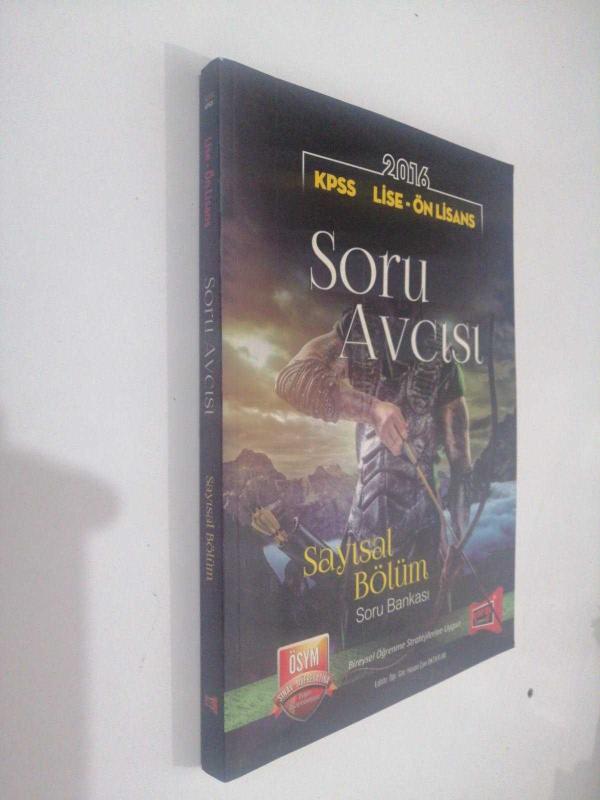 2016
KPSS LİSE - ÖN LİSANS
Soru
Avcısı
Sayısal
Bölüm
Soru Bankası
Bireysel Öğrenme Stratejilerine Uygun
ÖSYM
Lise - Ön Lisans
Soru Avcısı
Sayısal Bölüm